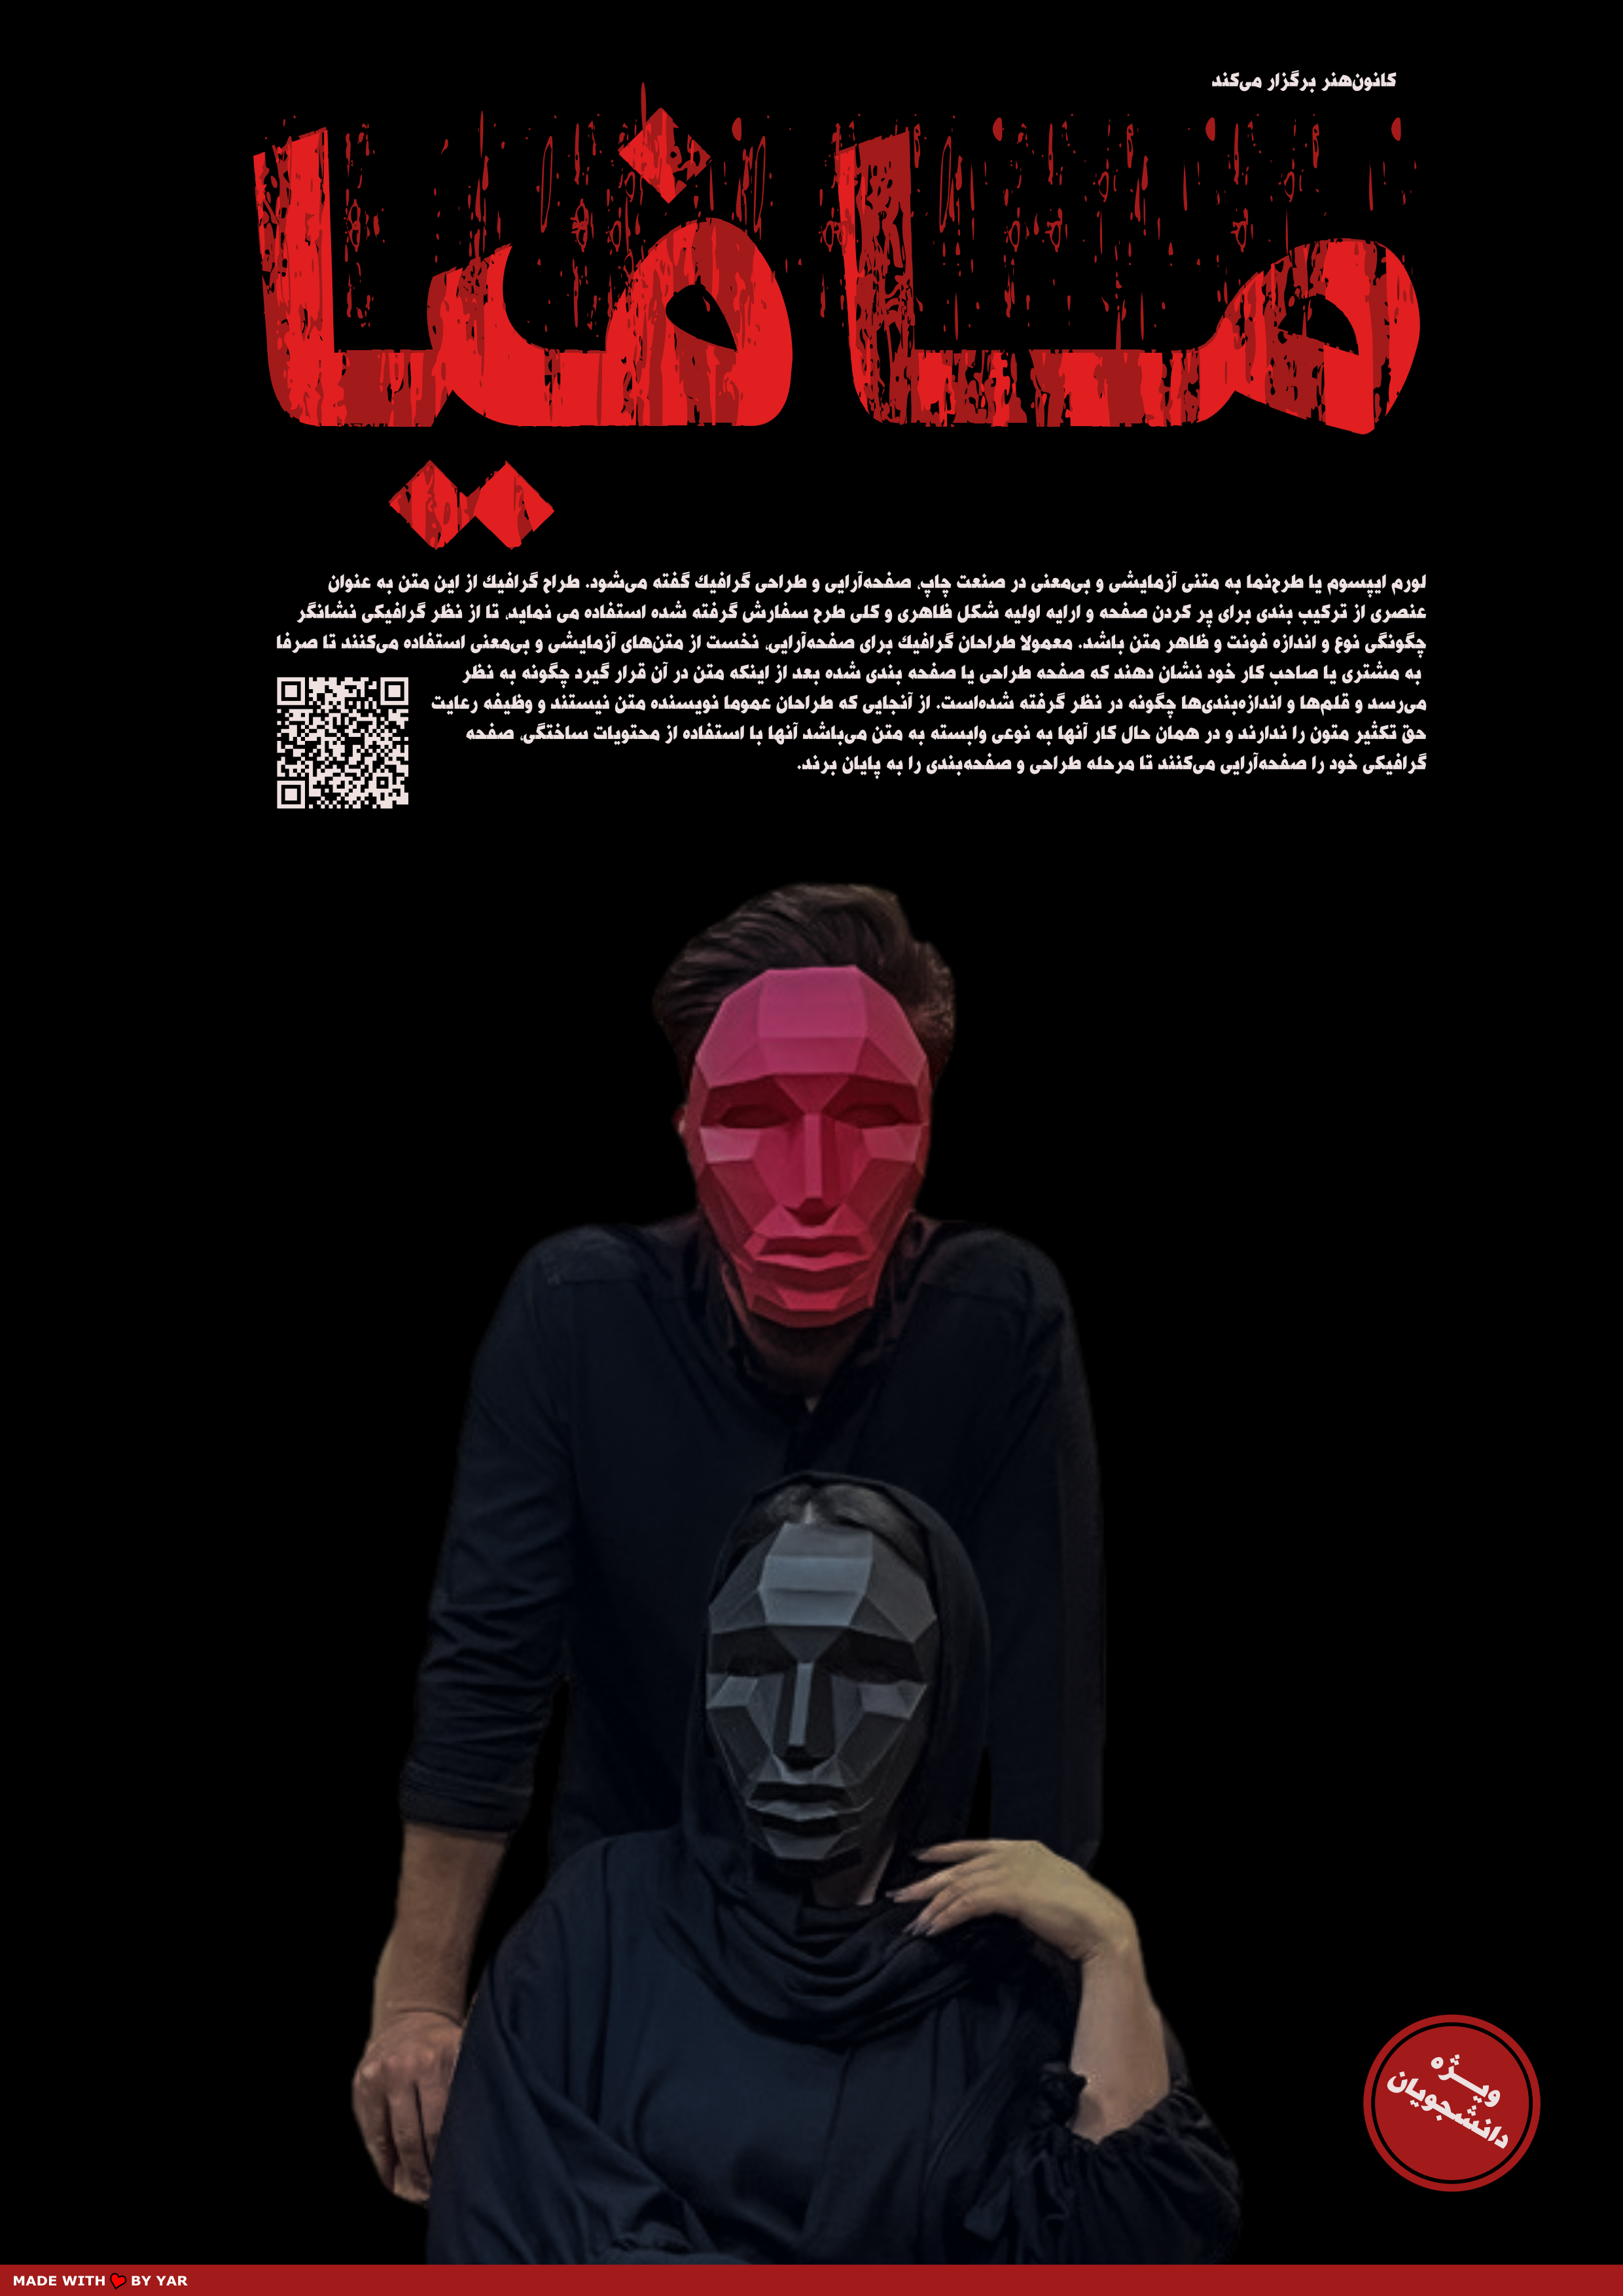 کانون‌هنر برگزار می‌کند
مافیا
لورم ایپسوم یا طرح‌نما به متنی آزمایشی و بی‌معنی در صنعت چاپ، صفحه‌آرایی و طراحی گرافیک گفته می‌شود. طراح گرافیک از این متن به عنوان
عنصری از ترکیب بندی برای پر کردن صفحه و ارایه اولیه شکل ظاهری و کلی طرح سفارش گرفته شده استفاده می نماید، تا از نظر گرافیکی نشانگر
چگونگی نوع و اندازه فونت و ظاهر متن باشد. معمولا طراحان گرافیک برای صفحه‌آرایی، نخست از متن‌های آزمایشی و بی‌معنی استفاده می‌کنند تا صرفا
به مشتری یا صاحب کار خود نشان دهند که صفحه طراحی یا صفحه بندی شده بعد از اینکه متن در آن قرار گیرد چگونه به نظر
می‌رسد و قلم‌ها و اندازه‌بندی‌ها چگونه در نظر گرفته شده‌است. از آنجایی که طراحان عموما نویسنده متن نیستند و وظیفه رعایت
حق تکثیر متون را ندارند و در همان حال کار آنها به نوعی وابسته به متن می‌باشد آنها با استفاده از محتویات ساختگی، صفحه
گرافیکی خود را صفحه‌آرایی می‌کنند تا مرحله طراحی و صفحه‌بندی را به پایان برند.
ویـــژه
دانشجویان
MADE WITH ❤ BY YAR